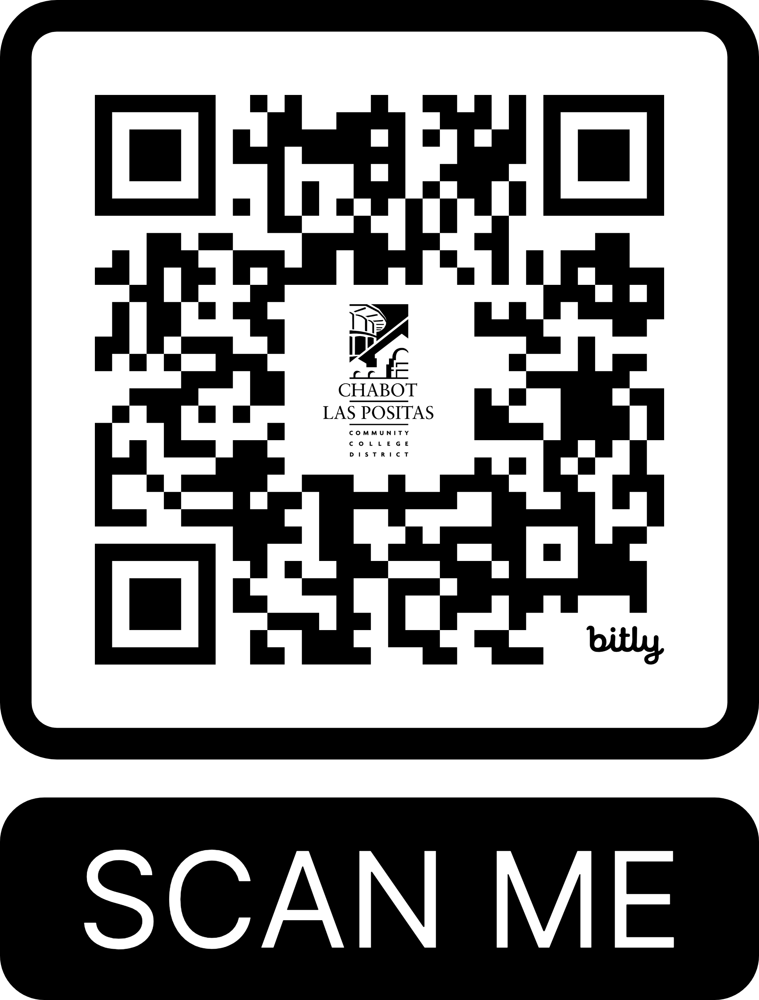 CHABOT
LAS POSITAS
COMMUNITY
COLLEGE
DISTRICT
bitly
SCAN ME